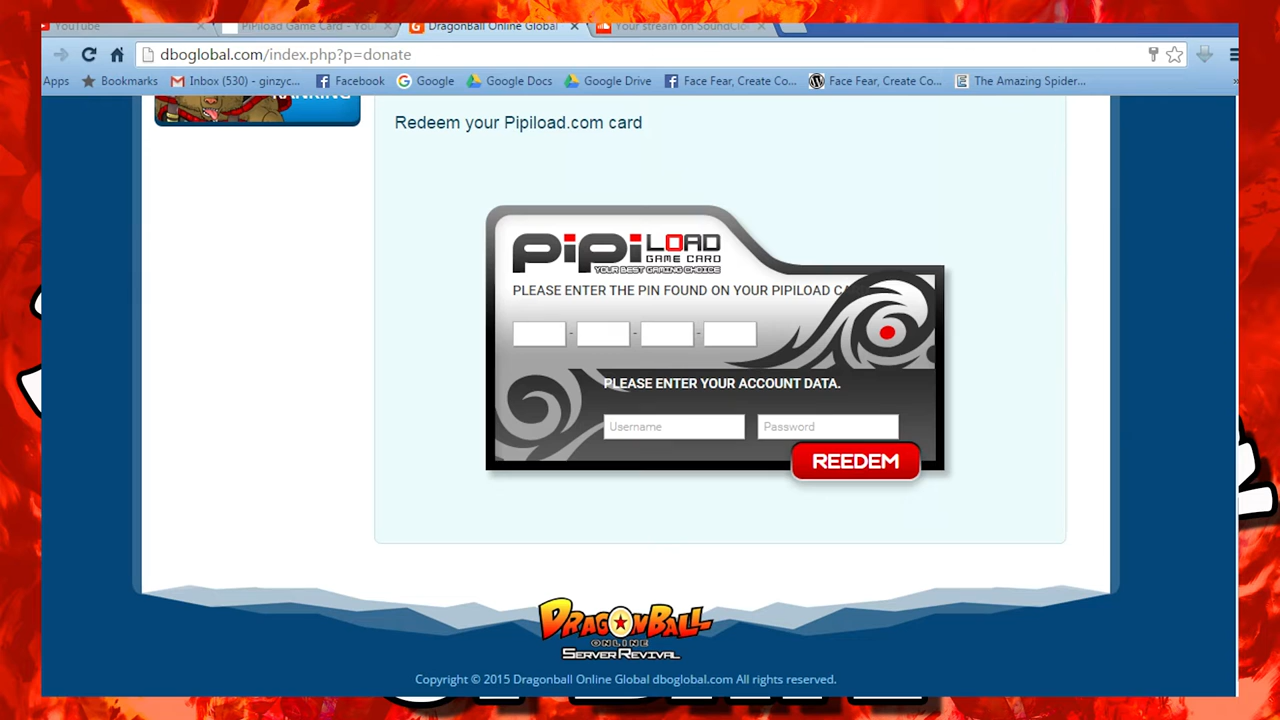 YouTube
Pipiload Game Card - You
DragonBall Online Global
Your stream on SoundClo
dboglobal.com/index.php?p=donate
Apps Bookmarks Inbox (530) - ginzyc... Facebook Google Google Docs Google Drive Face Fear, Create Co... Face Fear, Create Co... The Amazing Spider...
RANKING
Redeem your Pipiload.com card
PiPi LOAD
GAME CARD
YOUR BEST GAMING CHOICE
PLEASE ENTER THE PIN FOUND ON YOUR PIPILOAD CARD
- - -
PLEASE ENTER YOUR ACCOUNT DATA.
Username Password
REEDEM
DRAGONBALL
ONLINE
SERVER REVIVAL
Copyright © 2015 Dragonball Online Global dboglobal.com All rights reserved.